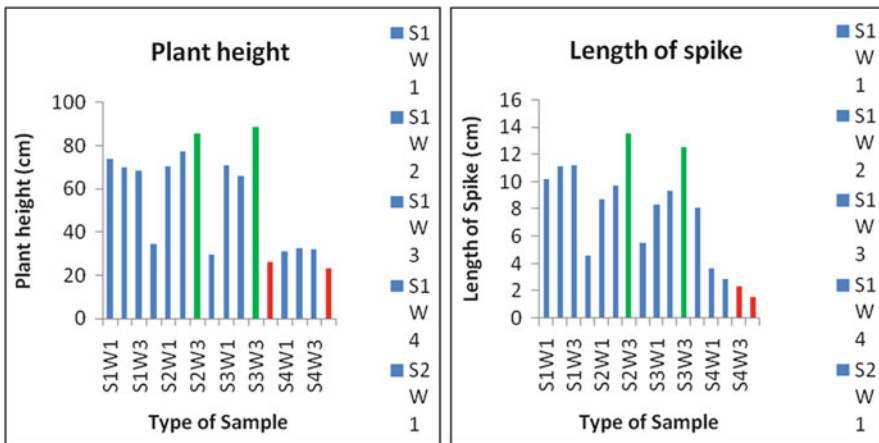 Plant height
Plant height (cm)
100
80
60
40
20
0
S1W1
S1W3
S2W1
S2W3
S3W1
S3W3
S4W1
S4W3
Type of Sample
S1
W
1
S1
W
2
S1
W
3
S1
W
4
S2
W
1
Length of spike
Length of Spike (cm)
16
14
12
10
8
6
4
2
0
S1W1
S1W3
S2W1
S2W3
S3W1
S3W3
S4W1
S4W3
Type of Sample
S1
W
1
S1
W
2
S1
W
3
S1
W
4
S2
W
1